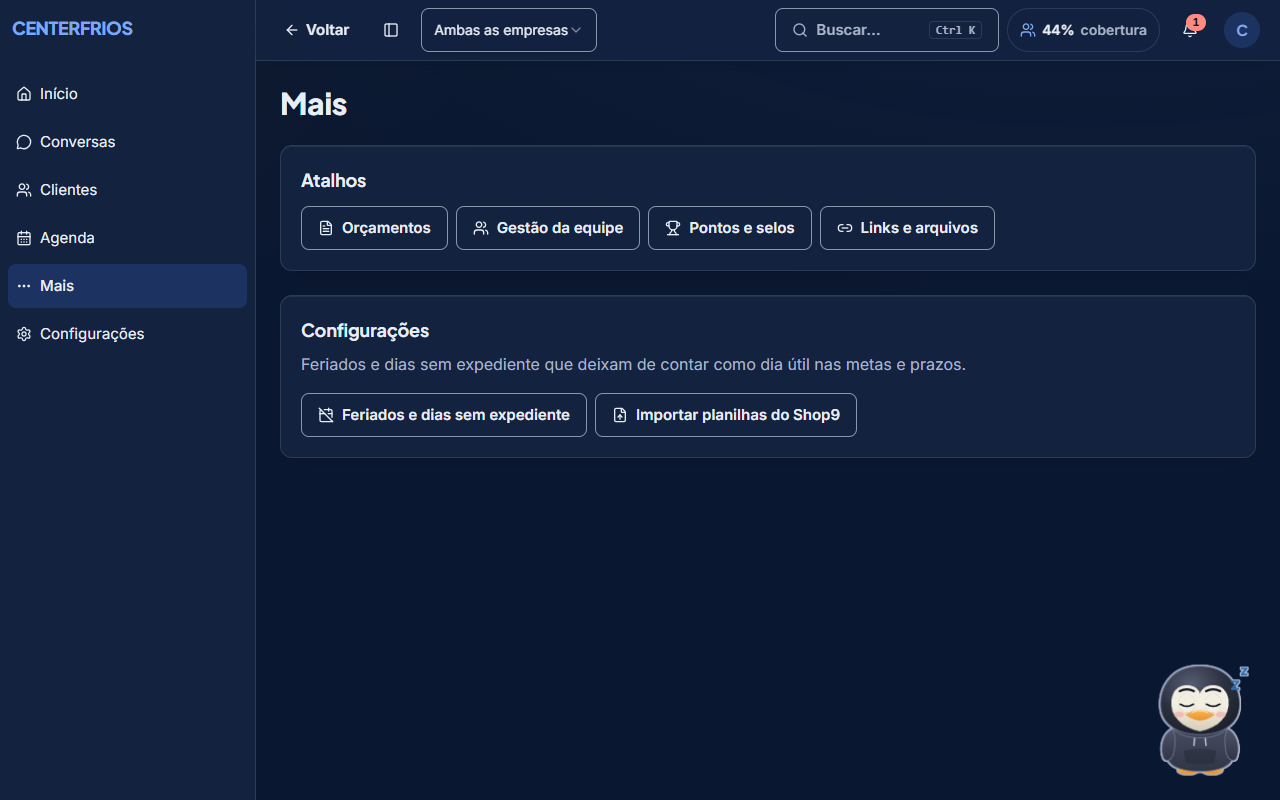 CENTERFRIOS
Voltar
Ambas as empresas
Buscar...
Ctrl K
44% cobertura
1
C
Início
Conversas
Clientes
Agenda
Mais
Configurações
Mais
Atalhos
Orçamentos
Gestão da equipe
Pontos e selos
Links e arquivos
Configurações
Feriados e dias sem expediente que deixam de contar como dia útil nas metas e prazos.
Feriados e dias sem expediente
Importar planilhas do Shop9
z
z